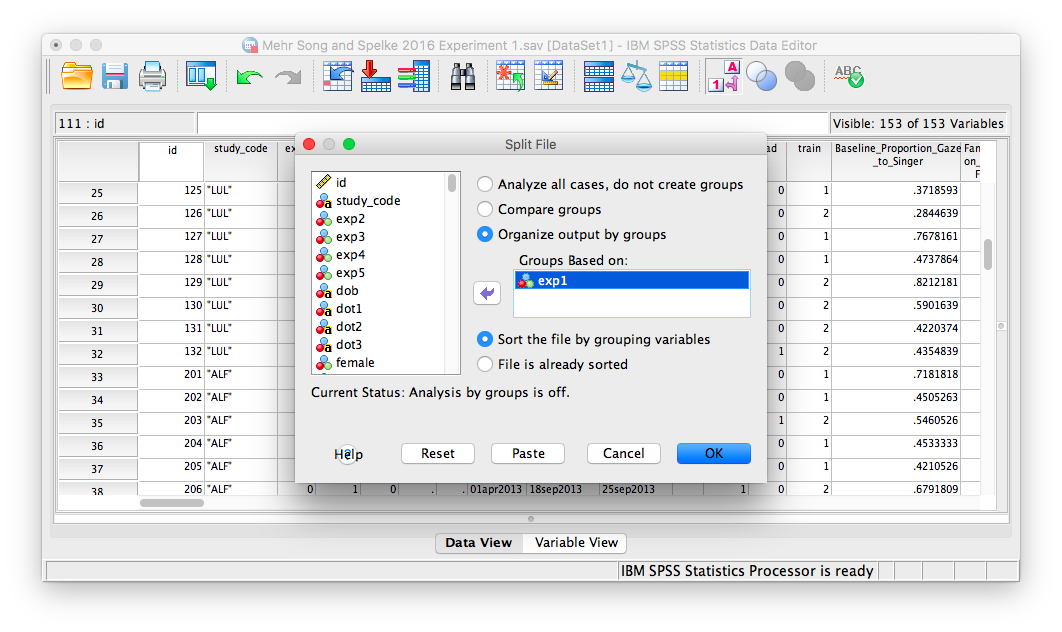 Mehr Song and Spelke 2016 Experiment 1.sav [DataSet1] - IBM SPSS Statistics Data Editor
1 A
ABC
111 : id
Visible: 153 of 153 Variables
id study_code ex ad train Baseline_Proportion_Gaze_to_Singer Fan on_ F
25 125 "LUL" 0 1 .3718593
26 126 "LUL" 0 2 .2844639
27 127 "LUL" 0 1 .7678161
28 128 "LUL" 0 1 .4737864
29 129 "LUL" 0 2 .8212181
30 130 "LUL" 0 2 .5901639
31 131 "LUL" 0 2 .4220374
32 132 "LUL" 1 2 .4354839
33 201 "ALF" 0 1 .7181818
34 202 "ALF" 0 1 .4505263
35 203 "ALF" 1 2 .5460526
36 204 "ALF" 0 1 .4533333
37 205 "ALF" 0 1 .4210526
38 206 "ALF" 0 1 0 . . 01apr2013 18sep2013 25sep2013 1 0 2 .6791809
Split File
id
study_code
exp2
exp3
exp4
exp5
dob
dot1
dot2
dot3
female
Analyze all cases, do not create groups
Compare groups
Organize output by groups
Groups Based on:
exp1
Sort the file by grouping variables
File is already sorted
Current Status: Analysis by groups is off.
Help Reset Paste Cancel OK
Data View Variable View
IBM SPSS Statistics Processor is ready